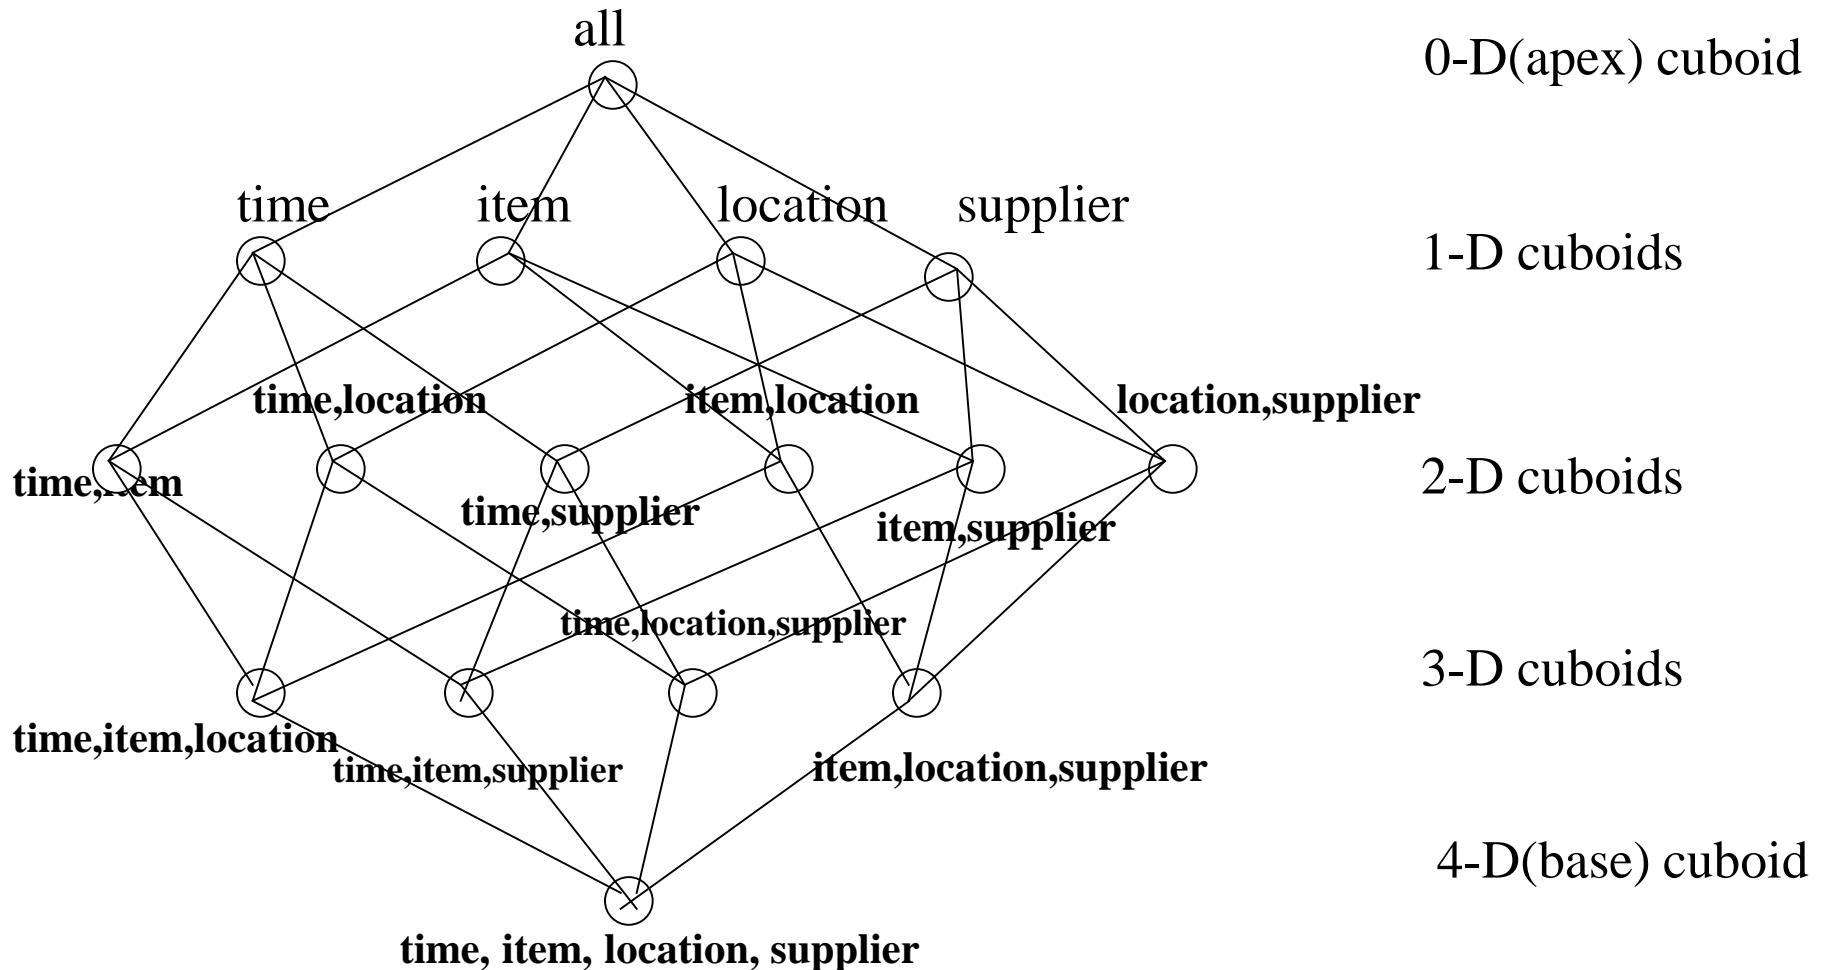 all
0-D(apex) cuboid
time
item
location
supplier
1-D cuboids
time,location
item,location
location,supplier
time,item
time,supplier
item,supplier
2-D cuboids
time,location,supplier
3-D cuboids
time,item,location
time,item,supplier
item,location,supplier
4-D(base) cuboid
time, item, location, supplier